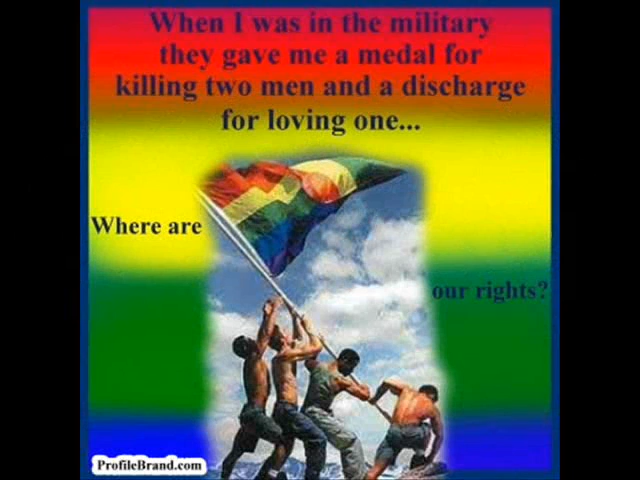 When I was in the military
they gave me a medal for
killing two men and a discharge
for loving one...
Where are
our rights?
ProfileBrand.com